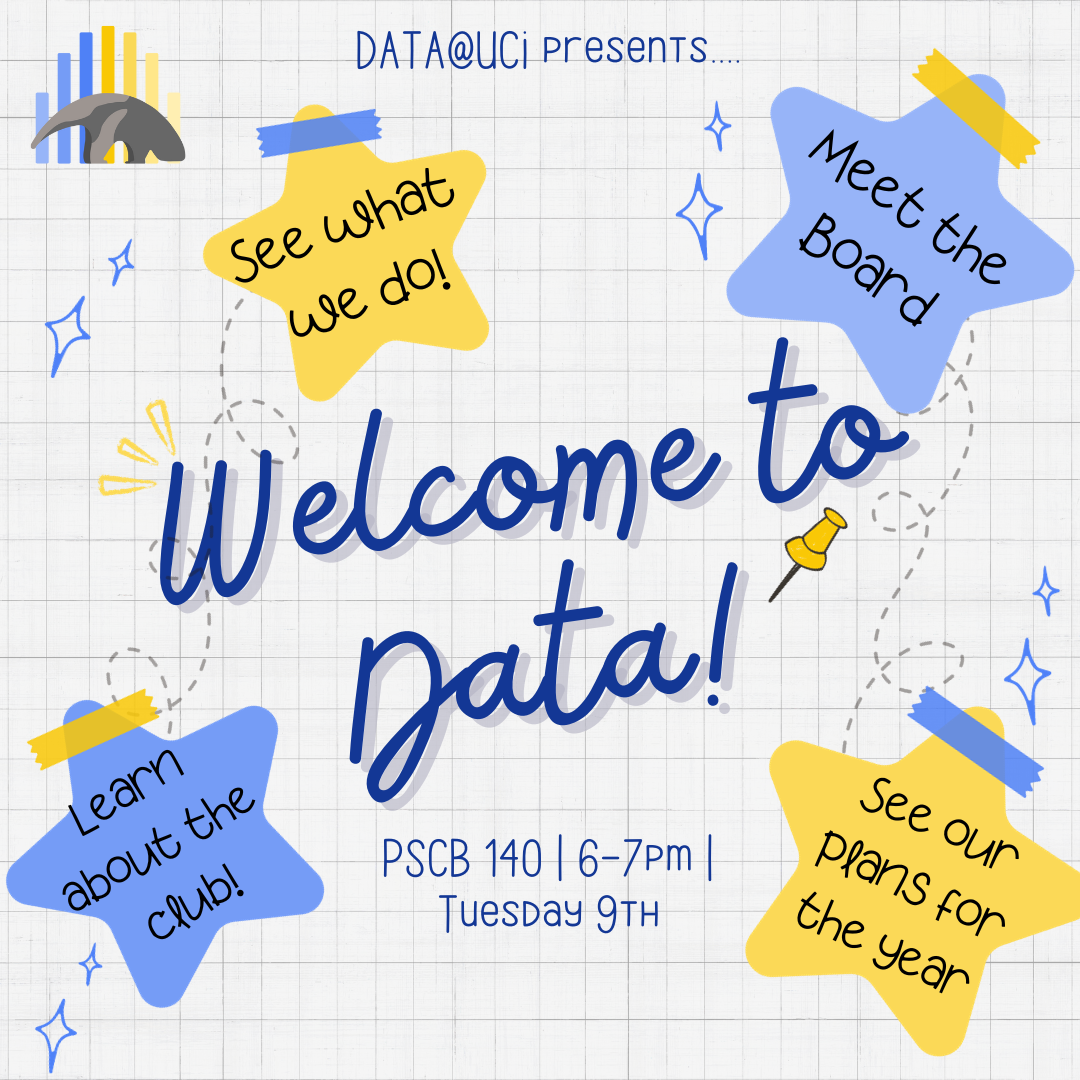 DATA@UCi presents....
See what
we do!
Meet the
Board
Welcome to
Data!
Learn
about the
club!
PSCB 140 | 6-7pm |
Tuesday 9th
See our
plans for
the year